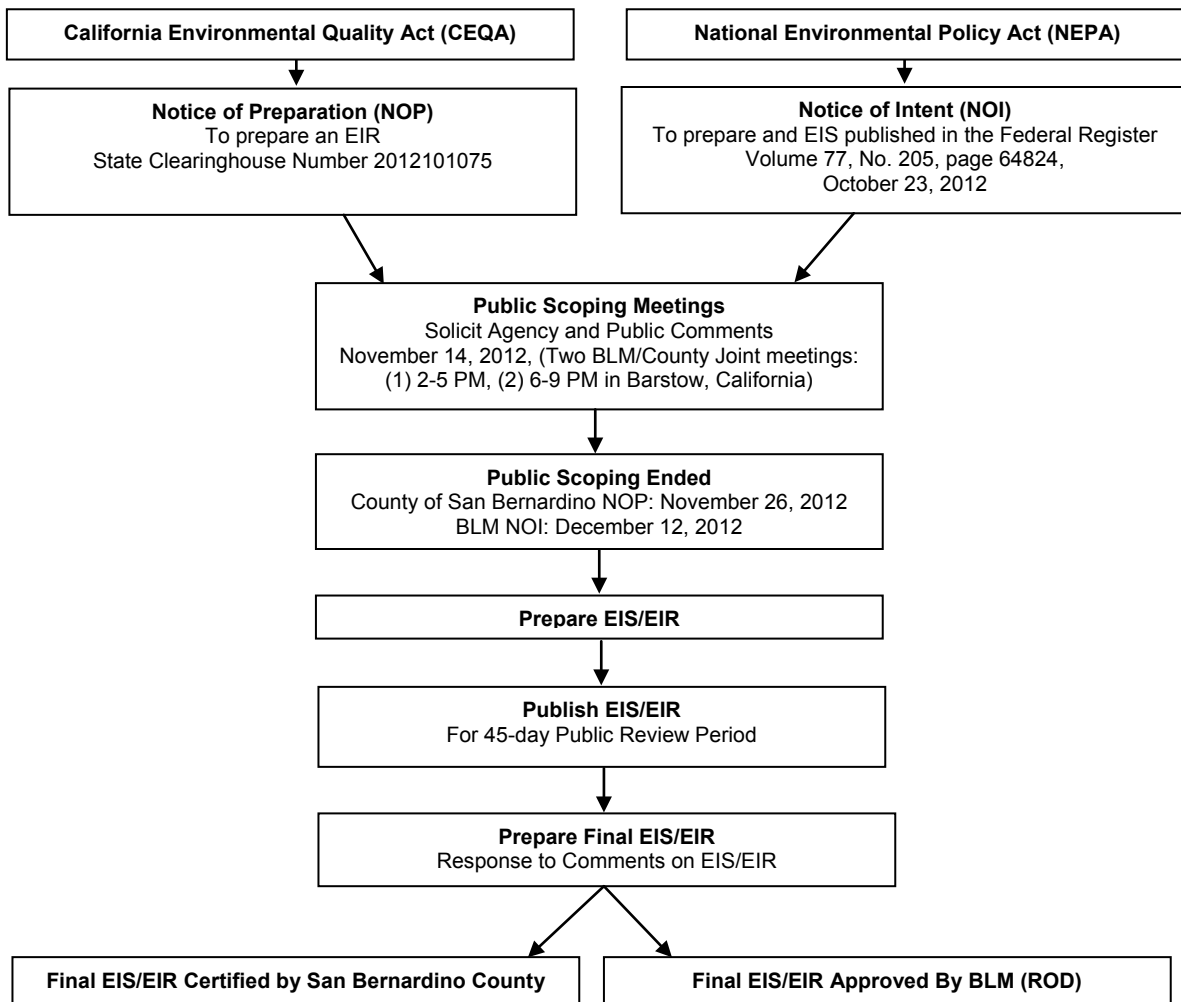 California Environmental Quality Act (CEQA)
National Environmental Policy Act (NEPA)
Notice of Preparation (NOP)
To prepare an EIR
State Clearinghouse Number 2012101075
Notice of Intent (NOI)
To prepare and EIS published in the Federal Register
Volume 77, No. 205, page 64824,
October 23, 2012
Public Scoping Meetings
Solicit Agency and Public Comments
November 14, 2012, (Two BLM/County Joint meetings:
(1) 2-5 PM, (2) 6-9 PM in Barstow, California)
Public Scoping Ended
County of San Bernardino NOP: November 26, 2012
BLM NOI: December 12, 2012
Prepare EIS/EIR
Publish EIS/EIR
For 45-day Public Review Period
Prepare Final EIS/EIR
Response to Comments on EIS/EIR
Final EIS/EIR Certified by San Bernardino County
Final EIS/EIR Approved By BLM (ROD)